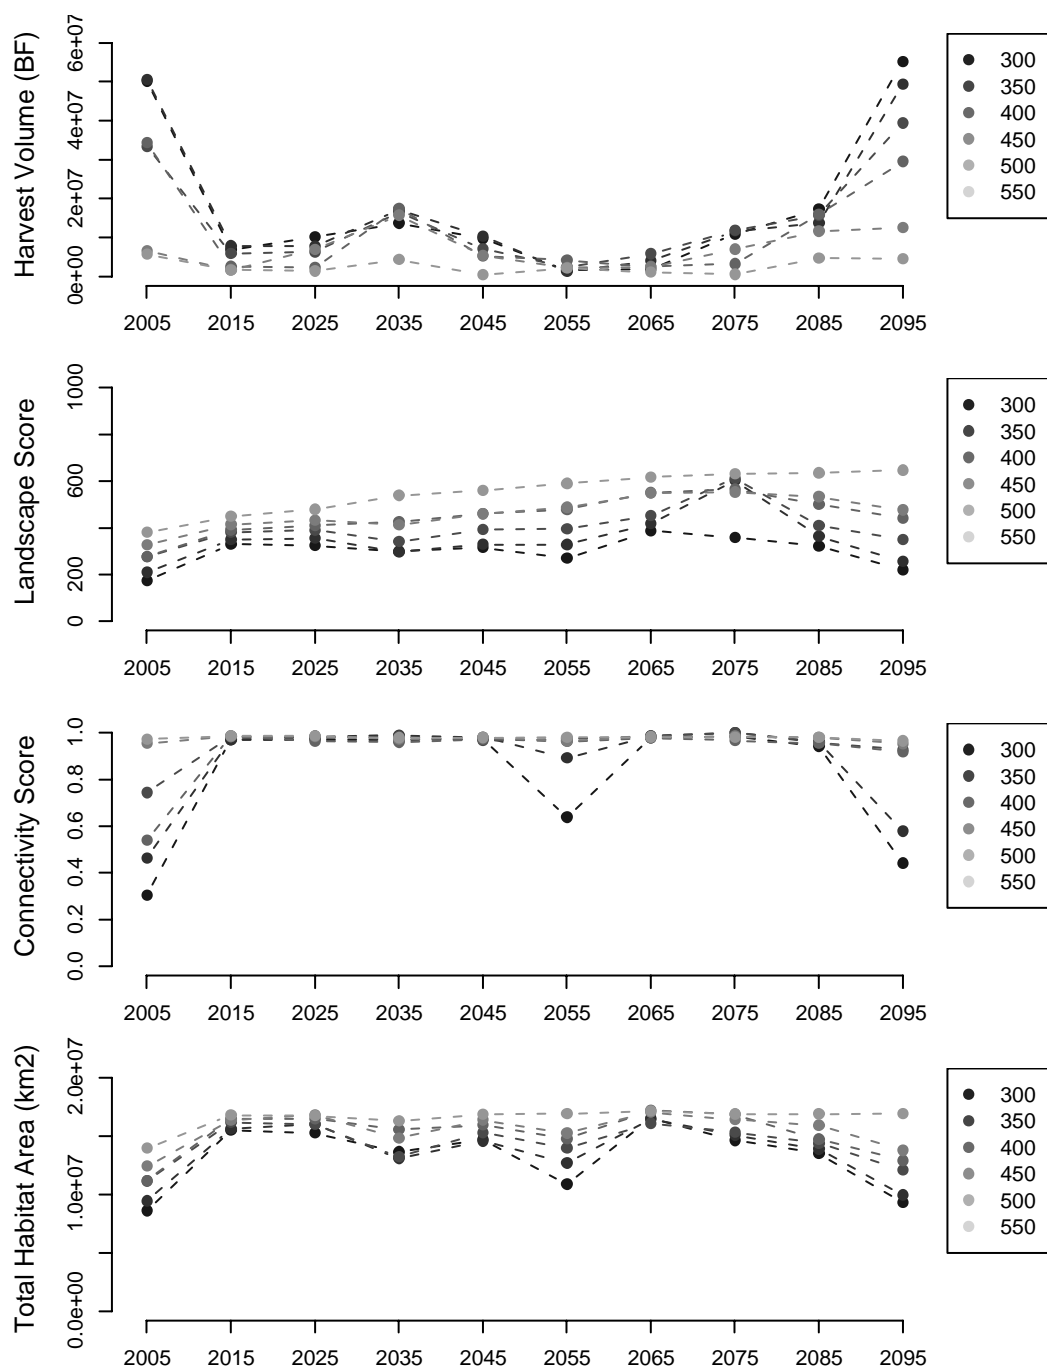 Harvest Volume (BF)
6e+07
4e+07
2e+07
0e+00
2005 2015 2025 2035 2045 2055 2065 2075 2085 2095
300
350
400
450
500
550
Landscape Score
1000
600
200
0
2005 2015 2025 2035 2045 2055 2065 2075 2085 2095
300
350
400
450
500
550
Connectivity Score
1.0
0.8
0.6
0.4
0.2
0.0
2005 2015 2025 2035 2045 2055 2065 2075 2085 2095
300
350
400
450
500
550
Total Habitat Area (km2)
2.0e+07
1.0e+07
0.0e+00
2005 2015 2025 2035 2045 2055 2065 2075 2085 2095
300
350
400
450
500
550